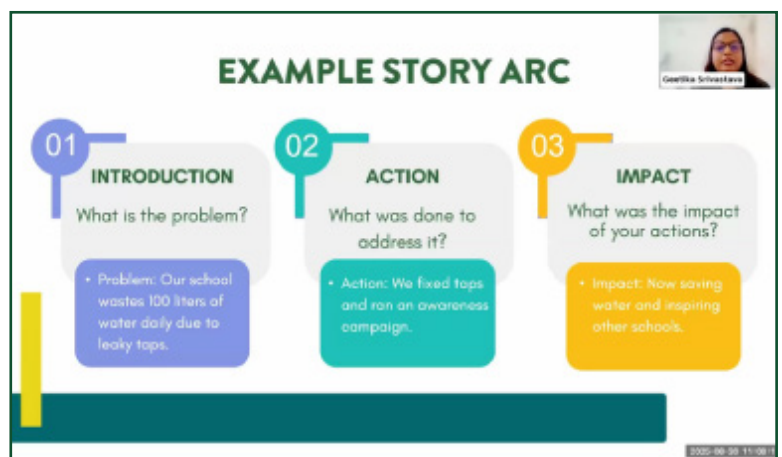 EXAMPLE STORY ARC
Geetika Srivastava
01
INTRODUCTION
What is the problem?
• Problem: Our school
wastes 100 liters of
water daily due to
leaky taps.
02
ACTION
What was done to
address it?
• Action: We fixed taps
and ran an awareness
campaign.
03
IMPACT
What was the impact
of your actions?
• Impact: Now saving
water and inspiring
other schools.